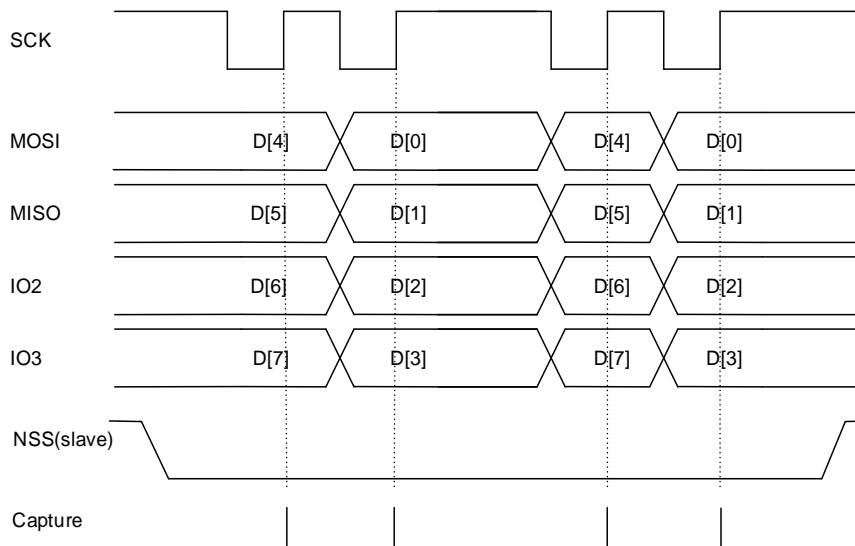 SCK
MOSI D[4] D[0] D[4] D[0]
MISO D[5] D[1] D[5] D[1]
IO2 D[6] D[2] D[6] D[2]
IO3 D[7] D[3] D[7] D[3]
NSS(slave)
Capture